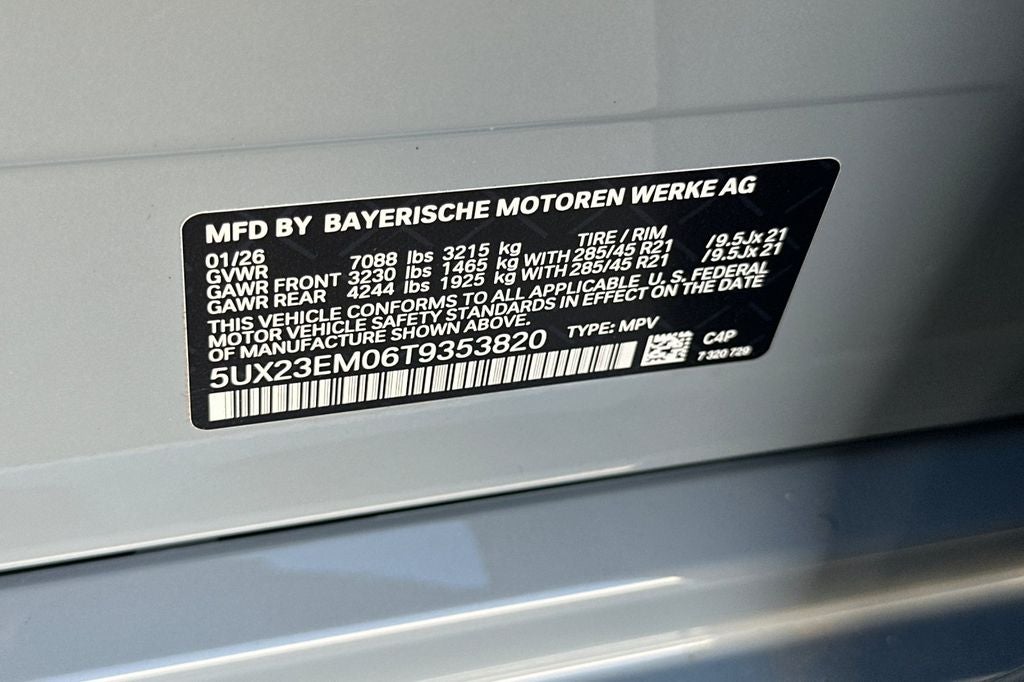 MFD BY BAYERISCHE MOTOREN WERKE AG
01/26 TIRE / RIM
GVWR 7088 lbs 3215 kg
GAWR FRONT 3230 lbs 1465 kg WITH 285/45 R21 /9.5Jx21
GAWR REAR 4244 lbs 1925 kg WITH 285/45 R21 /9.5Jx21
THIS VEHICLE CONFORMS TO ALL APPLICABLE U.S. FEDERAL
MOTOR VEHICLE SAFETY STANDARDS IN EFFECT ON THE DATE
OF MANUFACTURE SHOWN ABOVE.
5UX23EM06T9353820 TYPE: MPV
C4P
7 320 729